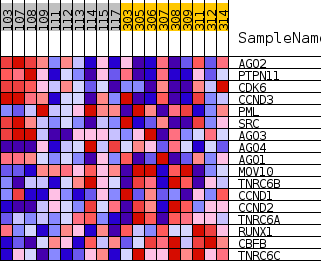 108 107 108 109 111 112 113 114 115 117 303 305 306 307 308 309 311 312 314
SampleName
AGO2
PTPN11
CDK6
CCND3
PML
SRC
AGO3
AGO4
AGO1
MOV10
TNRC6B
CCND1
CCND2
TNRC6A
RUNX1
CBFB
TNRC6C